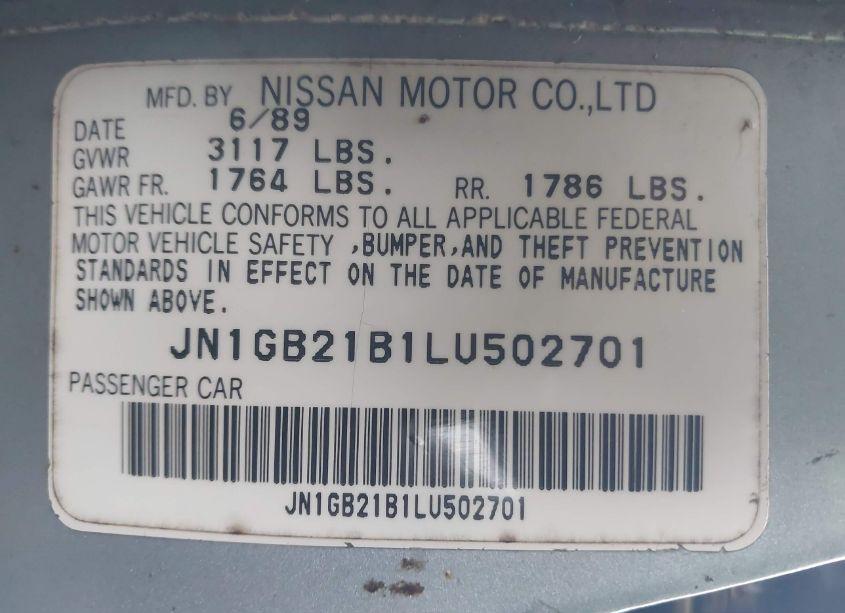 MFD. BY NISSAN MOTOR CO.,LTD
DATE 6/89
GVWR 3117 LBS.
GAWR FR. 1764 LBS. RR. 1786 LBS.
THIS VEHICLE CONFORMS TO ALL APPLICABLE FEDERAL
MOTOR VEHICLE SAFETY ,BUMPER,AND THEFT PREVENTION
STANDARDS IN EFFECT ON THE DATE OF MANUFACTURE
SHOWN ABOVE.
JN1GB21B1LU502701
PASSENGER CAR
JN1GB21B1LU502701